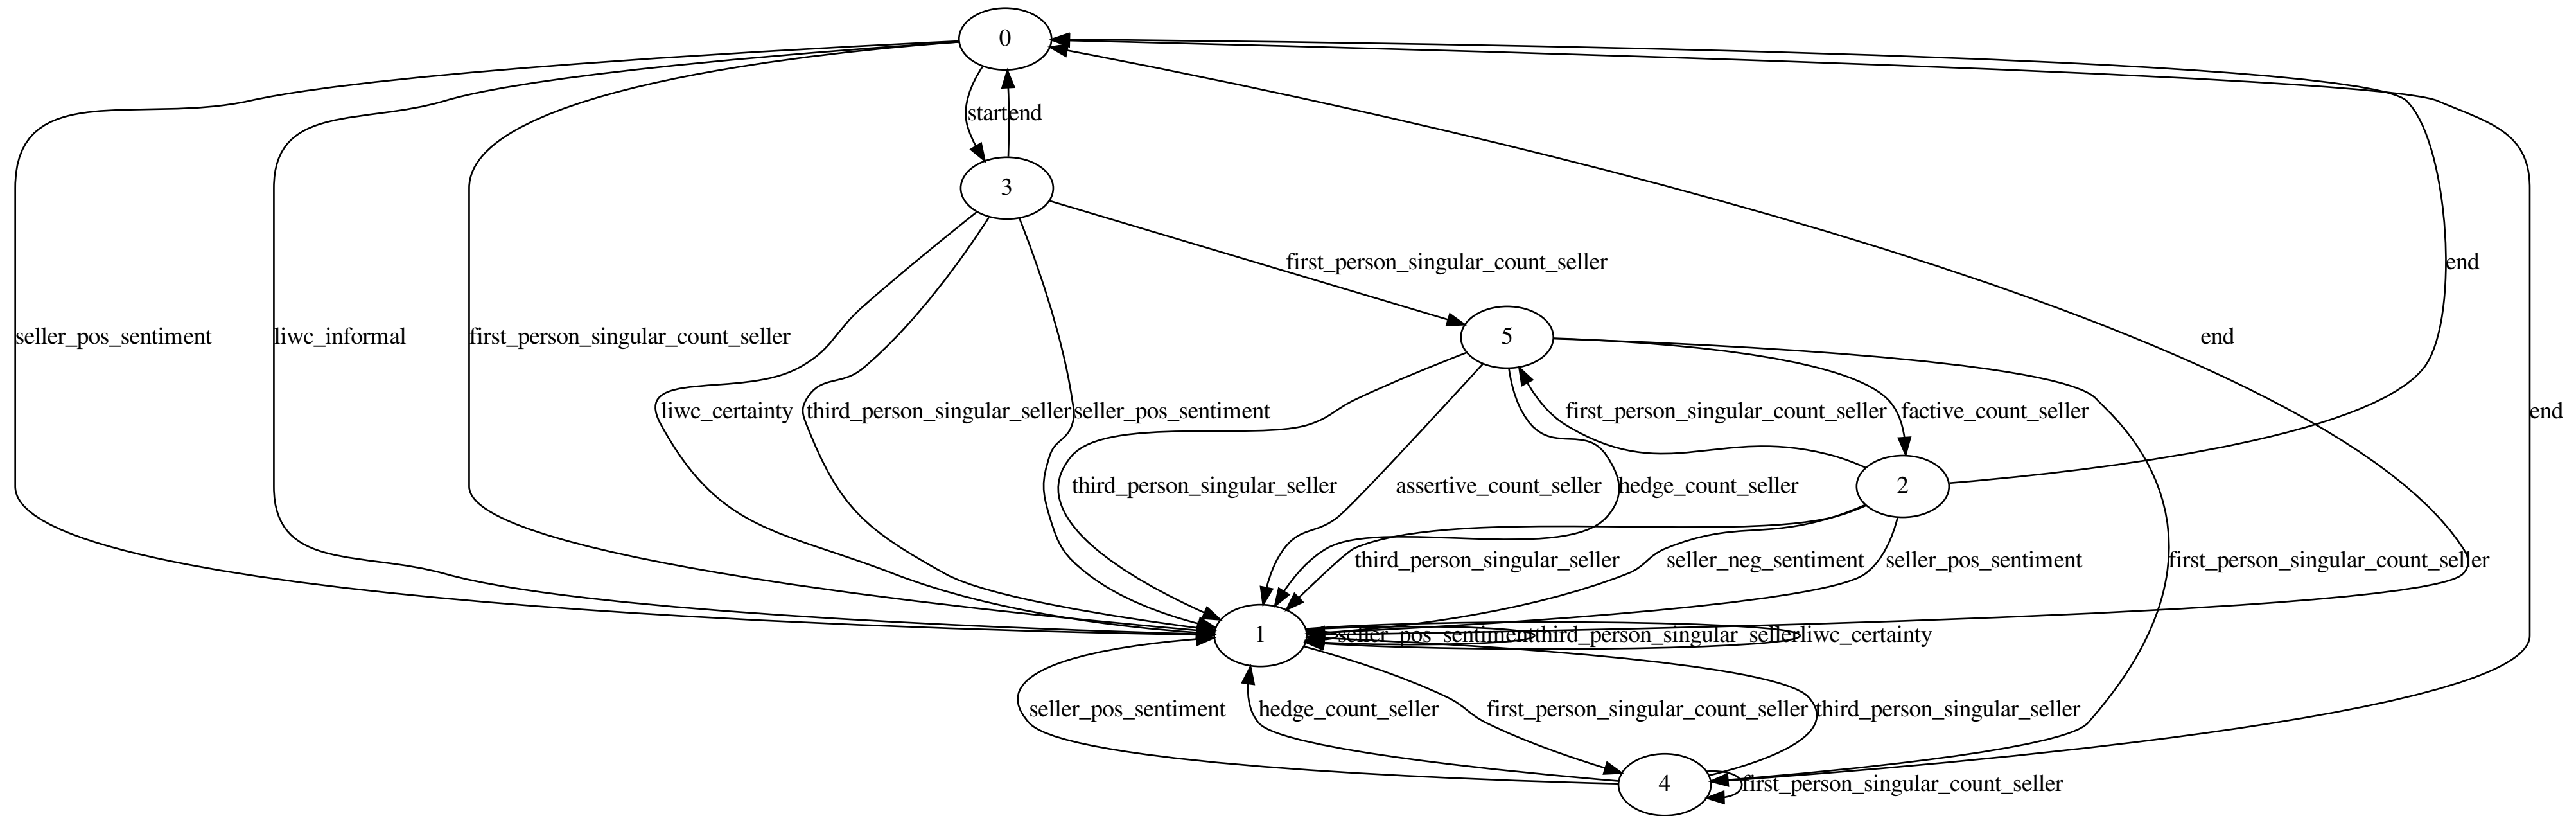 0
start
end
3
first_person_singular_count_seller
end
seller_pos_sentiment
liwc_informal
first_person_singular_count_seller
5
end
liwc_certainty
third_person_singular_seller
seller_pos_sentiment
first_person_singular_count_seller
factive_count_seller
end
third_person_singular_seller
assertive_count_seller
hedge_count_seller
2
third_person_singular_seller
seller_neg_sentiment
seller_pos_sentiment
first_person_singular_count_seller
1
seller_pos_sentiment
third_person_singular_seller
liwc_certainty
seller_pos_sentiment
hedge_count_seller
first_person_singular_count_seller
third_person_singular_seller
4
first_person_singular_count_seller